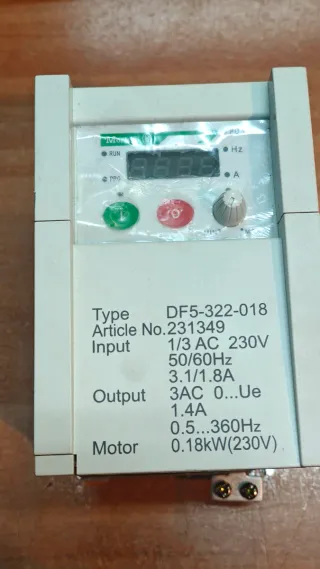 RUN
Hz
PRG
A
Type DF5-322-018
Article No. 231349
Input 1/3 AC 230V
50/60Hz
3.1/1.8A
Output 3AC 0...Ue
1.4A
0.5...360Hz
Motor 0.18kW(230V)